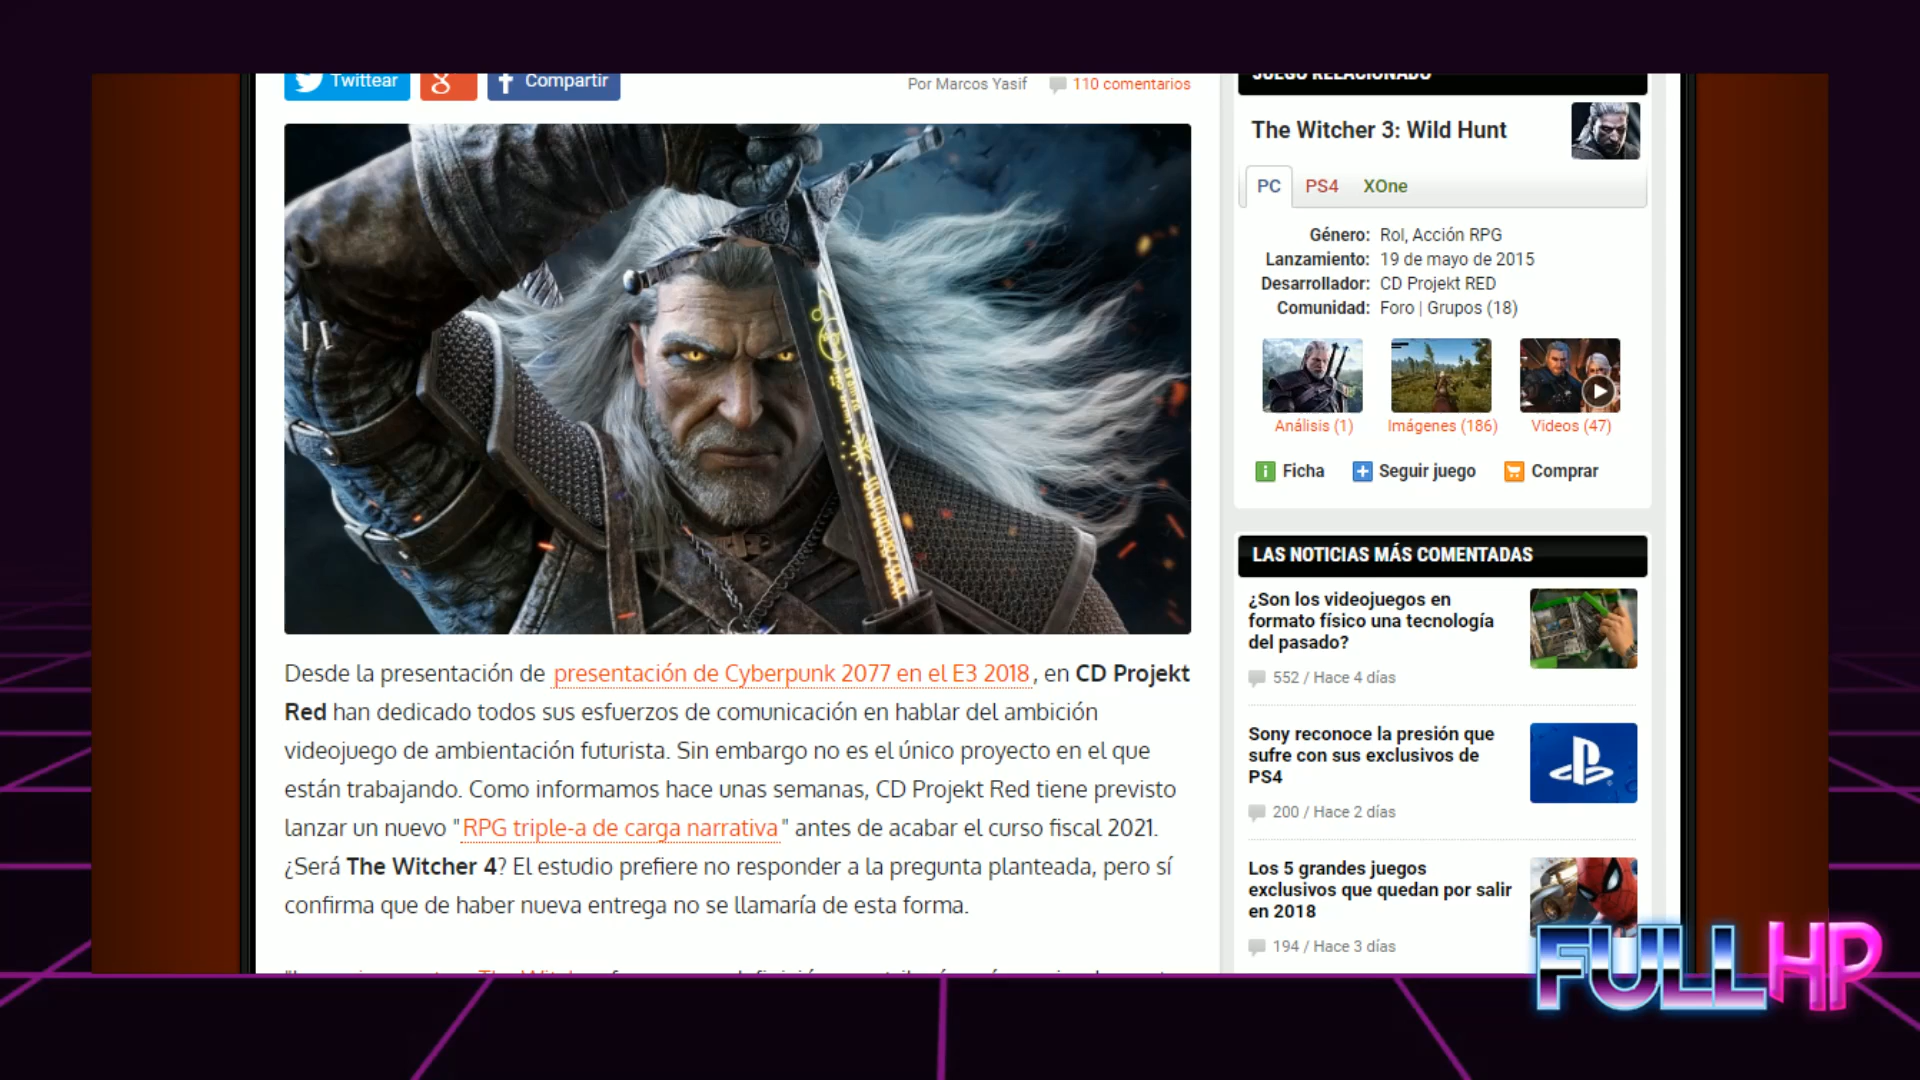 Twittear
Compartir
Por Marcos Yasif
110 comentarios
Desde la presentación de presentación de Cyberpunk 2077 en el E3 2018, en CD Projekt
Red han dedicado todos sus esfuerzos de comunicación en hablar del ambición
videojuego de ambientación futurista. Sin embargo no es el único proyecto en el que
están trabajando. Como informamos hace unas semanas, CD Projekt Red tiene previsto
lanzar un nuevo "RPG triple-a de carga narrativa" antes de acabar el curso fiscal 2021.
¿Será The Witcher 4? El estudio prefiere no responder a la pregunta planteada, pero sí
confirma que de haber nueva entrega no se llamaría de esta forma.
JUEGO RELACIONADO
The Witcher 3: Wild Hunt
PC PS4 XOne
Género: Rol, Acción RPG
Lanzamiento: 19 de mayo de 2015
Desarrollador: CD Projekt RED
Comunidad: Foro | Grupos (18)
Análisis (1) Imágenes (186) Videos (47)
Ficha Seguir juego Comprar
LAS NOTICIAS MÁS COMENTADAS
¿Son los videojuegos en
formato físico una tecnología
del pasado?
552 / Hace 4 días
Sony reconoce la presión que
sufre con sus exclusivos de
PS4
200 / Hace 2 días
Los 5 grandes juegos
exclusivos que quedan por salir
en 2018
194 / Hace 3 días
FULL HP